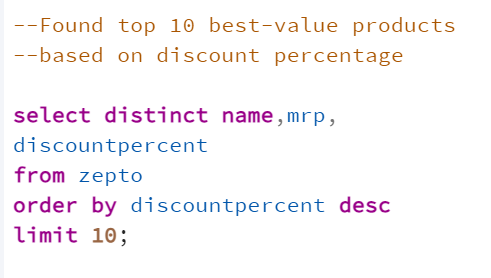 --Found top 10 best-value products
--based on discount percentage
select distinct name,mrp,
discountpercent
from zepto
order by discountpercent desc
limit 10;